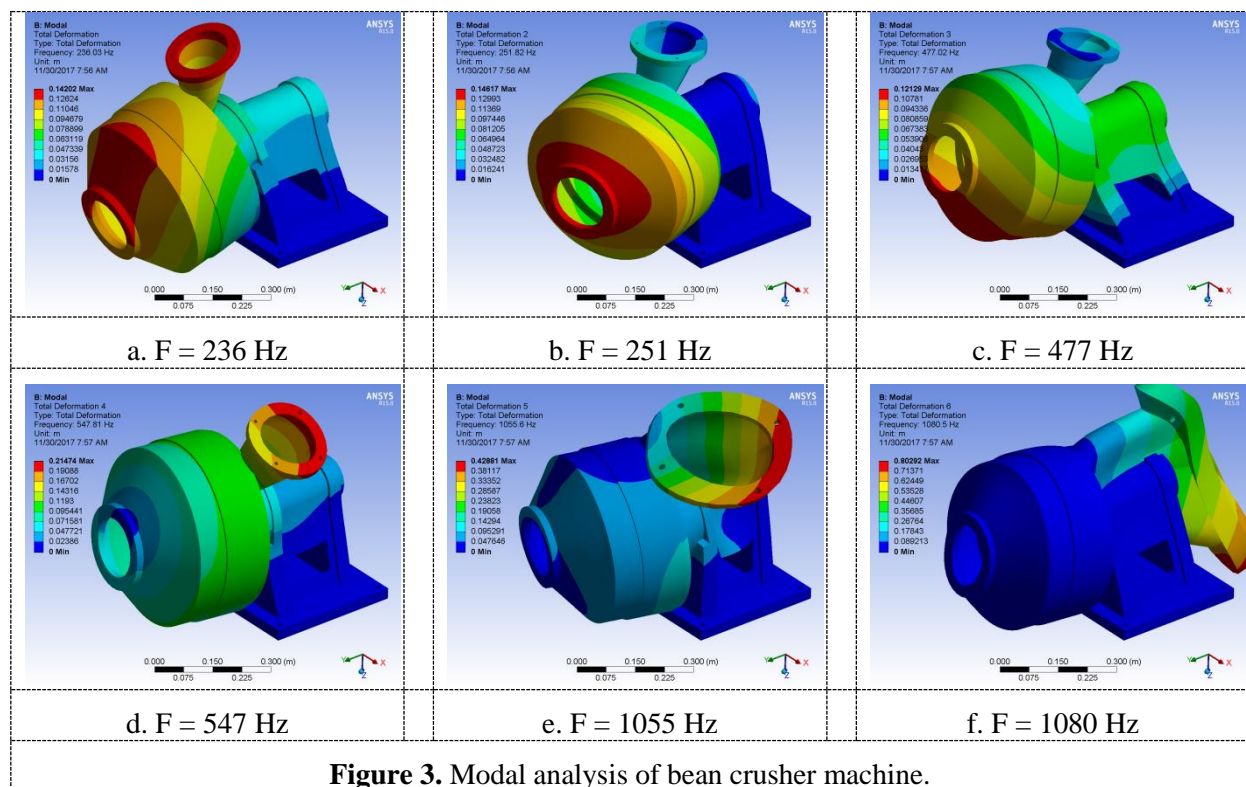 B: Modal
Total Deformation
Type: Total Deformation
Frequency: 236.03 Hz
Unit: m
11/30/2017 7:56 AM
ANSYS
R15.0
0.14202 Max
0.12624
0.11046
0.094679
0.078899
0.063119
0.047339
0.03156
0.01578
0 Min
0.000 0.150 0.300 (m)
0.075 0.225
Y X
Z
B: Modal
Total Deformation 2
Type: Total Deformation
Frequency: 251.82 Hz
Unit: m
11/30/2017 7:56 AM
ANSYS
R15.0
0.14617 Max
0.12993
0.11369
0.097446
0.081205
0.064964
0.048723
0.032482
0.016241
0 Min
0.000 0.150 0.300 (m)
0.075 0.225
Y X
Z
B: Modal
Total Deformation 3
Type: Total Deformation
Frequency: 477.02 Hz
Unit: m
11/30/2017 7:57 AM
ANSYS
R15.0
0.12129 Max
0.10781
0.094336
0.080859
0.067383
0 Min
0.000 0.150 0.300 (m)
0.075 0.225
Y X
Z
a. F = 236 Hz
b. F = 251 Hz
c. F = 477 Hz
B: Modal
Total Deformation 4
Type: Total Deformation
Frequency: 547.81 Hz
Unit: m
11/30/2017 7:57 AM
ANSYS
R15.0
0.21474 Max
0.19088
0.16702
0.14316
0.1193
0.095441
0.071581
0.047721
0.02386
0 Min
0.000 0.150 0.300 (m)
0.075 0.225
Y X
Z
B: Modal
Total Deformation 5
Type: Total Deformation
Frequency: 1055.6 Hz
Unit: m
11/30/2017 7:57 AM
ANSYS
R15.0
0.42881 Max
0.38117
0.33352
0.28587
0.23823
0.19058
0.14294
0.095291
0.047646
0 Min
0.000 0.150 0.300 (m)
0.075 0.225
Y X
Z
B: Modal
Total Deformation 6
Type: Total Deformation
Frequency: 1080.5 Hz
Unit: m
11/30/2017 7:57 AM
ANSYS
R15.0
0.80292 Max
0.71371
0.62449
0.53528
0.44607
0.35685
0.26764
0.17843
0.089213
0 Min
0.000 0.150 0.300 (m)
0.075 0.225
Y X
Z
d. F = 547 Hz
e. F = 1055 Hz
f. F = 1080 Hz
Figure 3. Modal analysis of bean crusher machine.